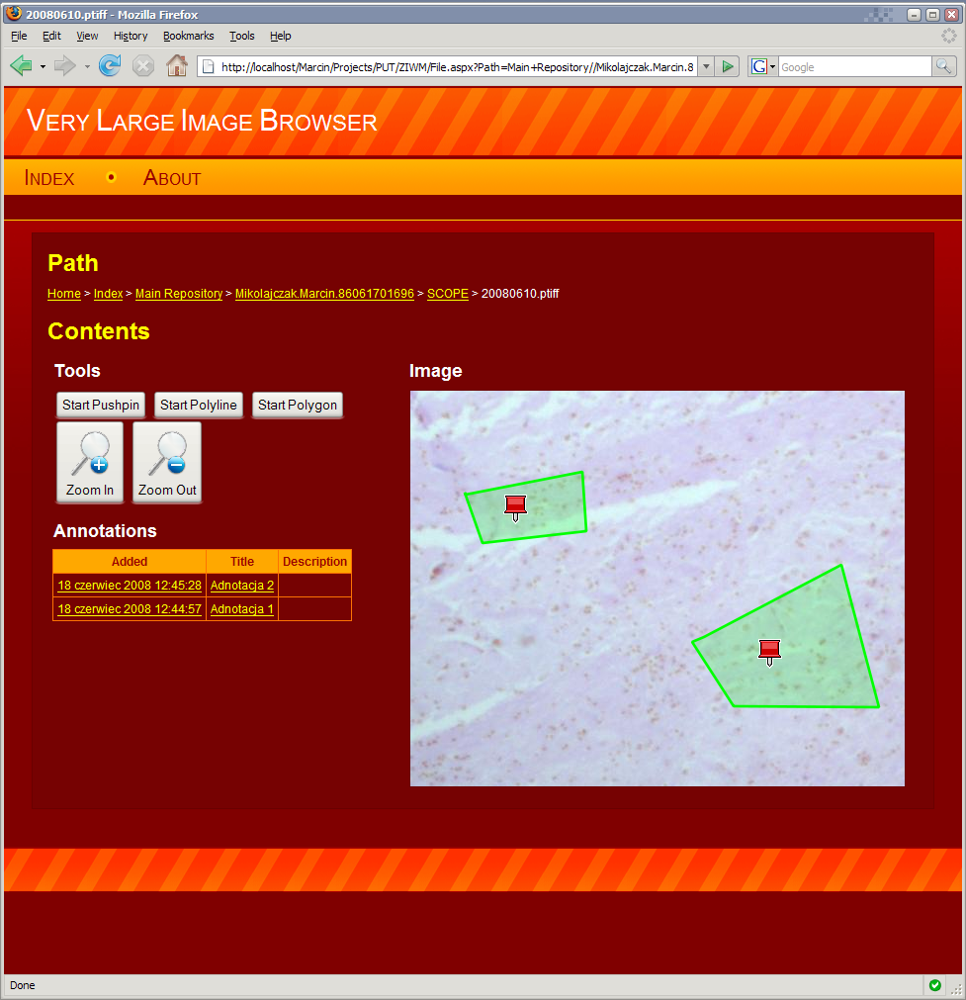 20080610.ptiff - Mozilla Firefox
File Edit View History Bookmarks Tools Help
http://localhost/Marcin/Projects/PUT/ZIWM/File.aspx?Path=Main+Repository//Mikolajczak.Marcin.8
G Google
VERY LARGE IMAGE BROWSER
INDEX • ABOUT
Path
Home > Index > Main Repository > Mikolajczak.Marcin.86061701696 > SCOPE > 20080610.ptiff
Contents
Tools
Start Pushpin Start Polyline Start Polygon
Zoom In Zoom Out
Annotations
Added Title Description
18 czerwiec 2008 12:45:28 Adnotacja 2
18 czerwiec 2008 12:44:57 Adnotacja 1
Image
Done